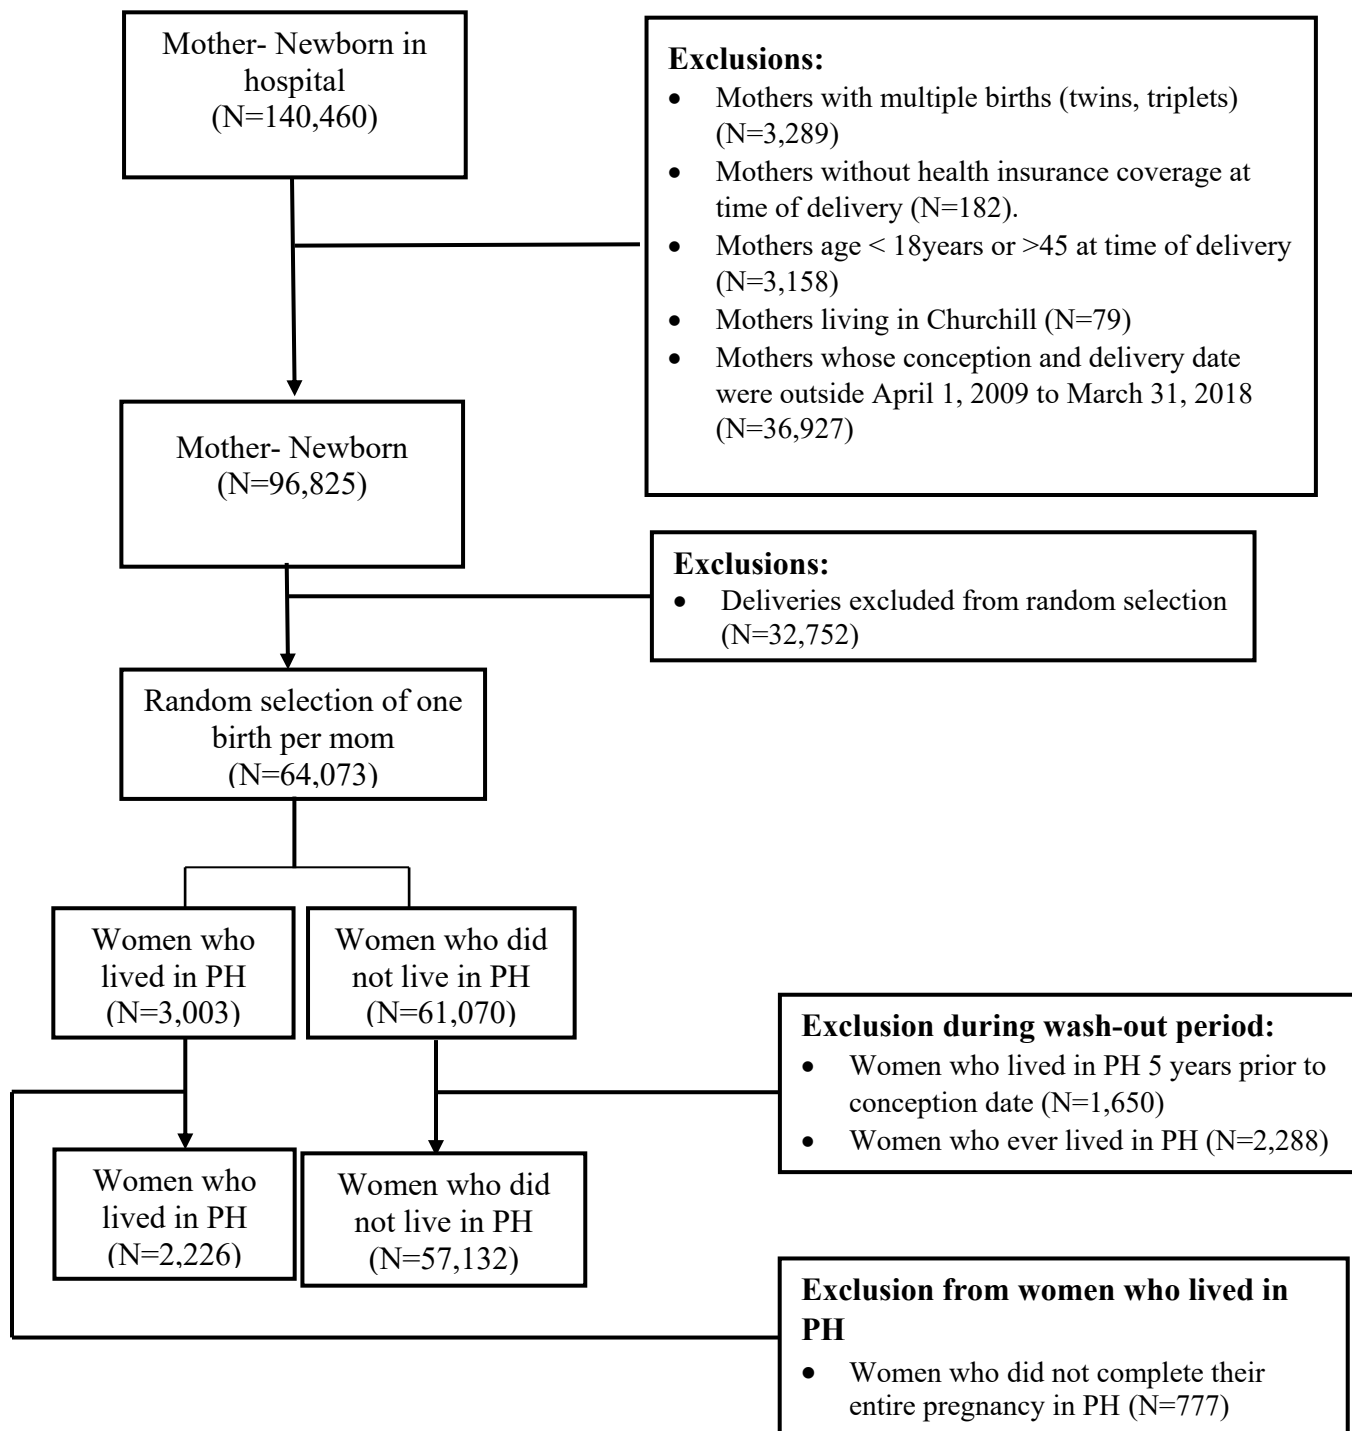 Mother- Newborn in
hospital
(N=140,460)
Exclusions:
• Mothers with multiple births (twins, triplets)
(N=3,289)
• Mothers without health insurance coverage at
time of delivery (N=182).
• Mothers age < 18years or >45 at time of delivery
(N=3,158)
• Mothers living in Churchill (N=79)
• Mothers whose conception and delivery date
were outside April 1, 2009 to March 31, 2018
(N=36,927)
Mother- Newborn
(N=96,825)
Exclusions:
• Deliveries excluded from random selection
(N=32,752)
Random selection of one
birth per mom
(N=64,073)
Women who
lived in PH
(N=3,003)
Women who did
not live in PH
(N=61,070)
Exclusion during wash-out period:
• Women who lived in PH 5 years prior to
conception date (N=1,650)
• Women who ever lived in PH (N=2,288)
Women who
lived in PH
(N=2,226)
Women who did
not live in PH
(N=57,132)
Exclusion from women who lived in
PH
• Women who did not complete their
entire pregnancy in PH (N=777)